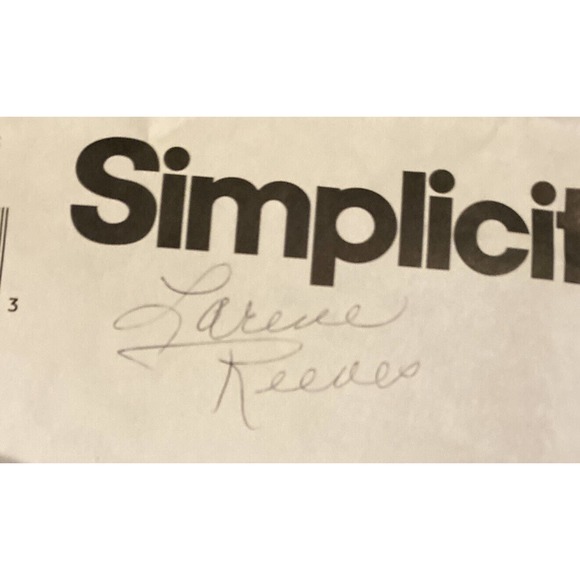 Simplicit
3
Larene
Reeves